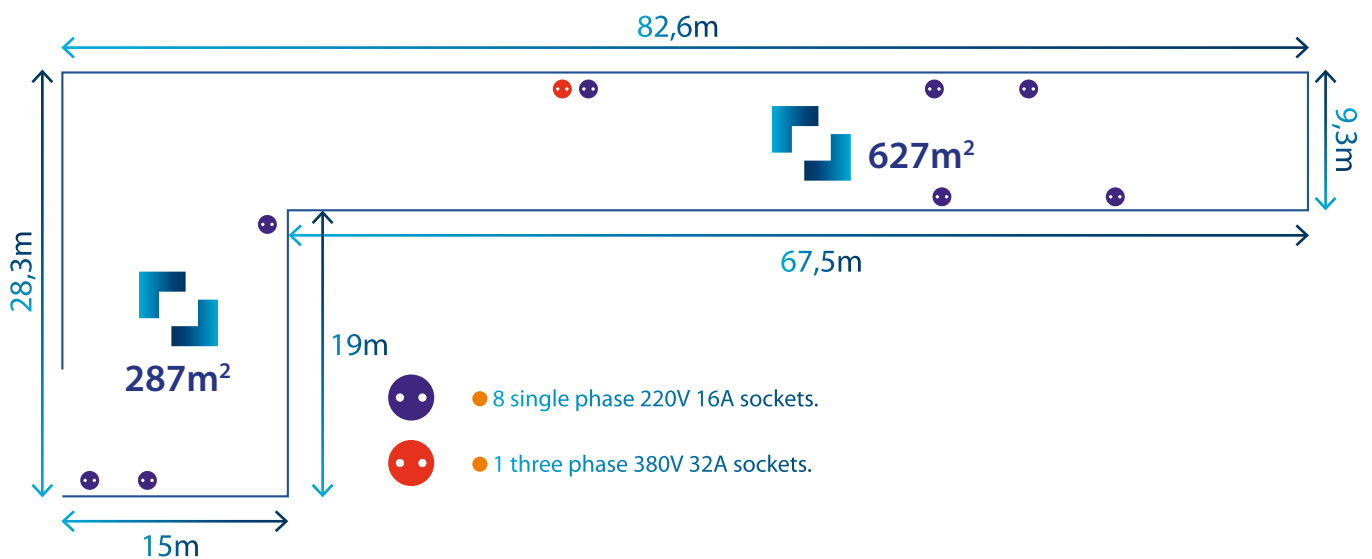 82,6m
9,3m
627m²
28,3m
67,5m
19m
287m²
8 single phase 220V 16A sockets.
1 three phase 380V 32A sockets.
15m